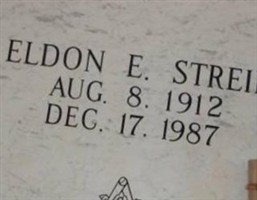 ELDON E. STREI
AUG. 8. 1912
DEC. 17. 1987